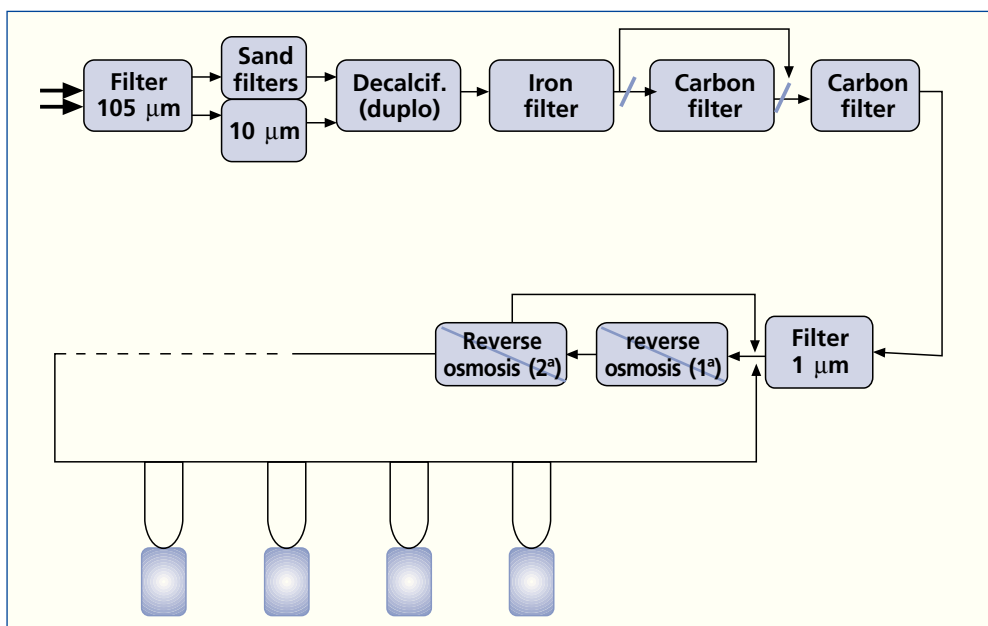 Filter
105 μm
Sand
filters
10 μm
Decalcif.
(duplo)
Iron
filter
Carbon
filter
Carbon
filter
Reverse
osmosis (2ª)
reverse
osmosis (1ª)
Filter
1 μm